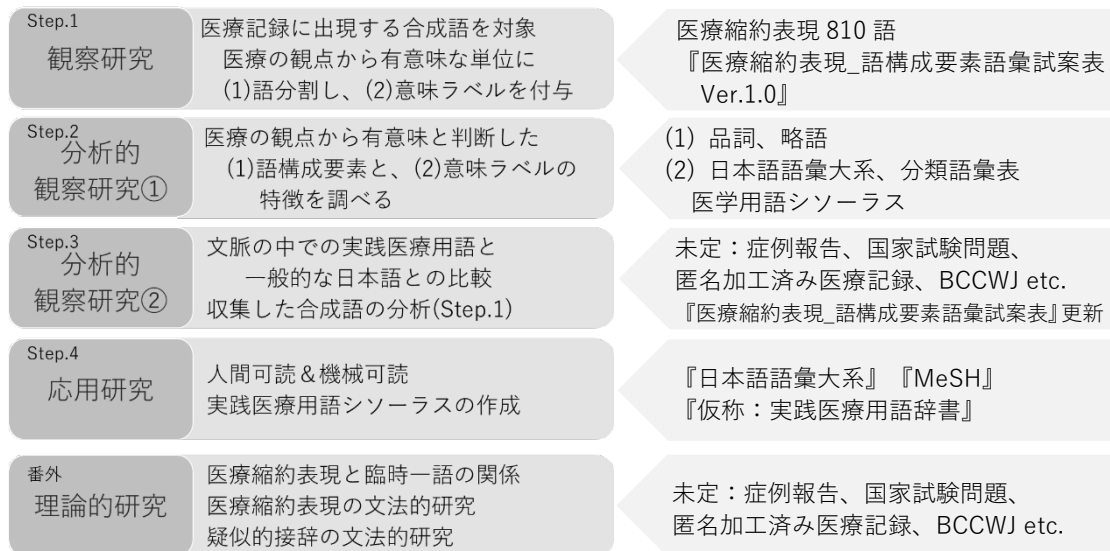 Step.1
観察研究
医療記録に出現する合成語を対象
医療の観点から有意味な単位に
(1)語分割し、(2)意味ラベルを付与
医療縮約表現 810 語
『医療縮約表現_語構成要素語彙試案表
Ver.1.0』
Step.2
分析的
観察研究①
医療の観点から有意味と判断した
(1)語構成要素と、(2)意味ラベルの
特徴を調べる
(1) 品詞、略語
(2) 日本語語彙大系、分類語彙表
医学用語シソーラス
Step.3
分析的
観察研究②
文脈の中での実践医療用語と
一般的な日本語との比較
収集した合成語の分析(Step.1)
未定：症例報告、国家試験問題、
匿名加工済み医療記録、BCCWJ etc.
『医療縮約表現_語構成要素語彙試案表』更新
Step.4
応用研究
人間可読＆機械可読
実践医療用語シソーラスの作成
『日本語語彙大系』『MeSH』
『仮称：実践医療用語辞書』
番外
理論的研究
医療縮約表現と臨時一語の関係
医療縮約表現の文法的研究
疑似的接辞の文法的研究
未定：症例報告、国家試験問題、
匿名加工済み医療記録、BCCWJ etc.